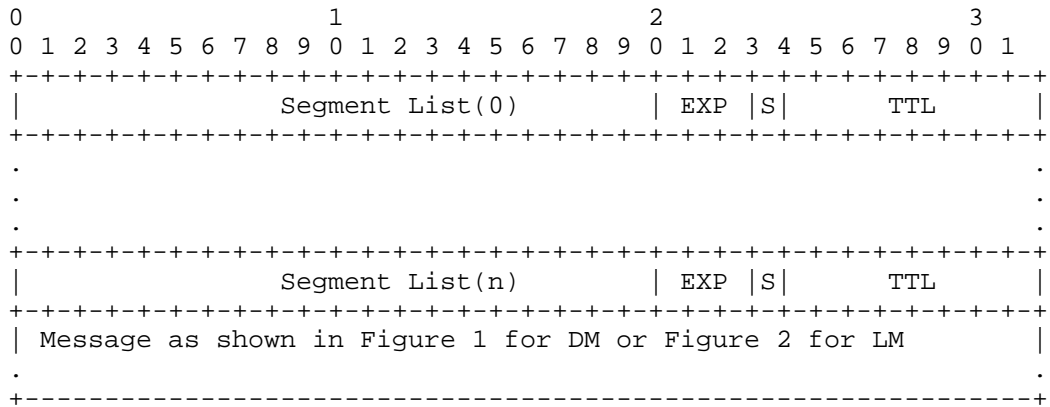 0                   1                   2                   3
0 1 2 3 4 5 6 7 8 9 0 1 2 3 4 5 6 7 8 9 0 1 2 3 4 5 6 7 8 9 0 1
+-+-+-+-+-+-+-+-+-+-+-+-+-+-+-+-+-+-+-+-+-+-+-+-+-+-+-+-+-+-+-+-+
|                Segment List(0)        | EXP |S|      TTL      |
+-+-+-+-+-+-+-+-+-+-+-+-+-+-+-+-+-+-+-+-+-+-+-+-+-+-+-+-+-+-+-+-+
.                                                               .
.                                                               .
.                                                               .
+-+-+-+-+-+-+-+-+-+-+-+-+-+-+-+-+-+-+-+-+-+-+-+-+-+-+-+-+-+-+-+-+
|                Segment List(n)        | EXP |S|      TTL      |
+-+-+-+-+-+-+-+-+-+-+-+-+-+-+-+-+-+-+-+-+-+-+-+-+-+-+-+-+-+-+-+-+
| Message as shown in Figure 1 for DM or Figure 2 for LM        |
.                                                               .
+---------------------------------------------------------------+